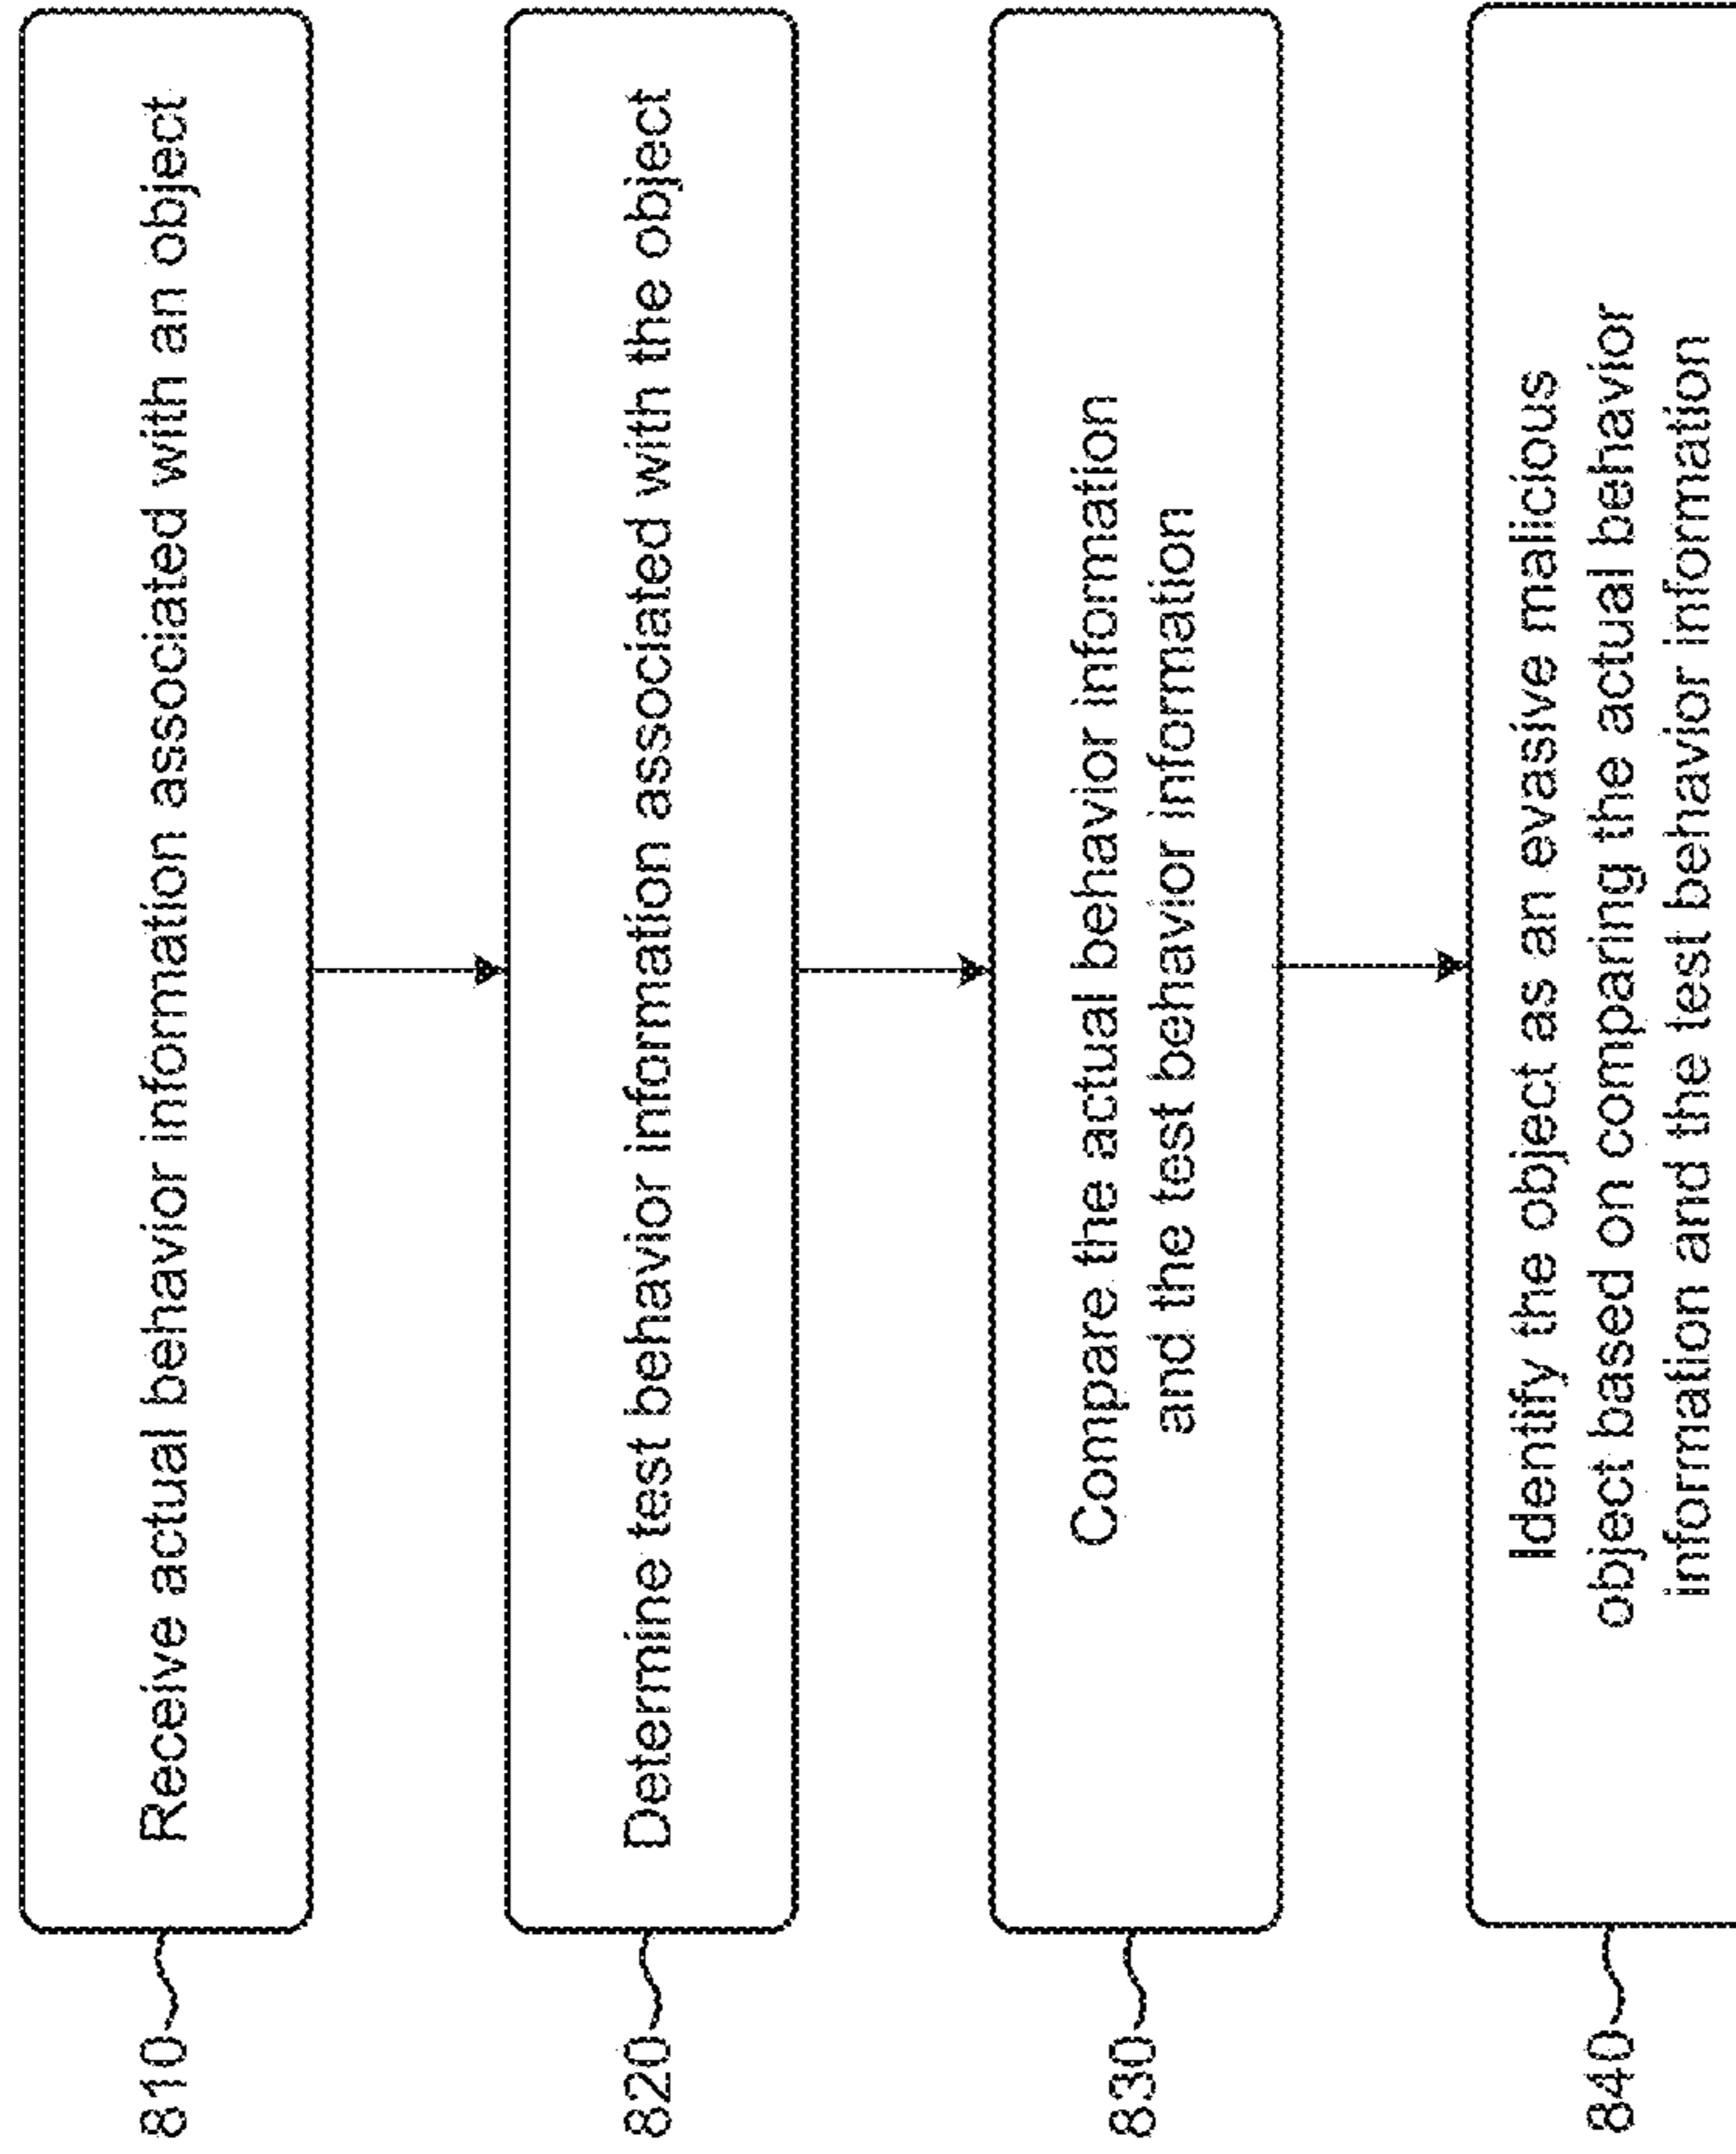 810
Receive actual behavior information associated with an object
820
Determine test behavior information associated with the object
830
Compare the actual behavior information
and the test behavior information
840
Identify the object as an evasive malicious
object based on comparing the actual behavior
information and the test behavior information